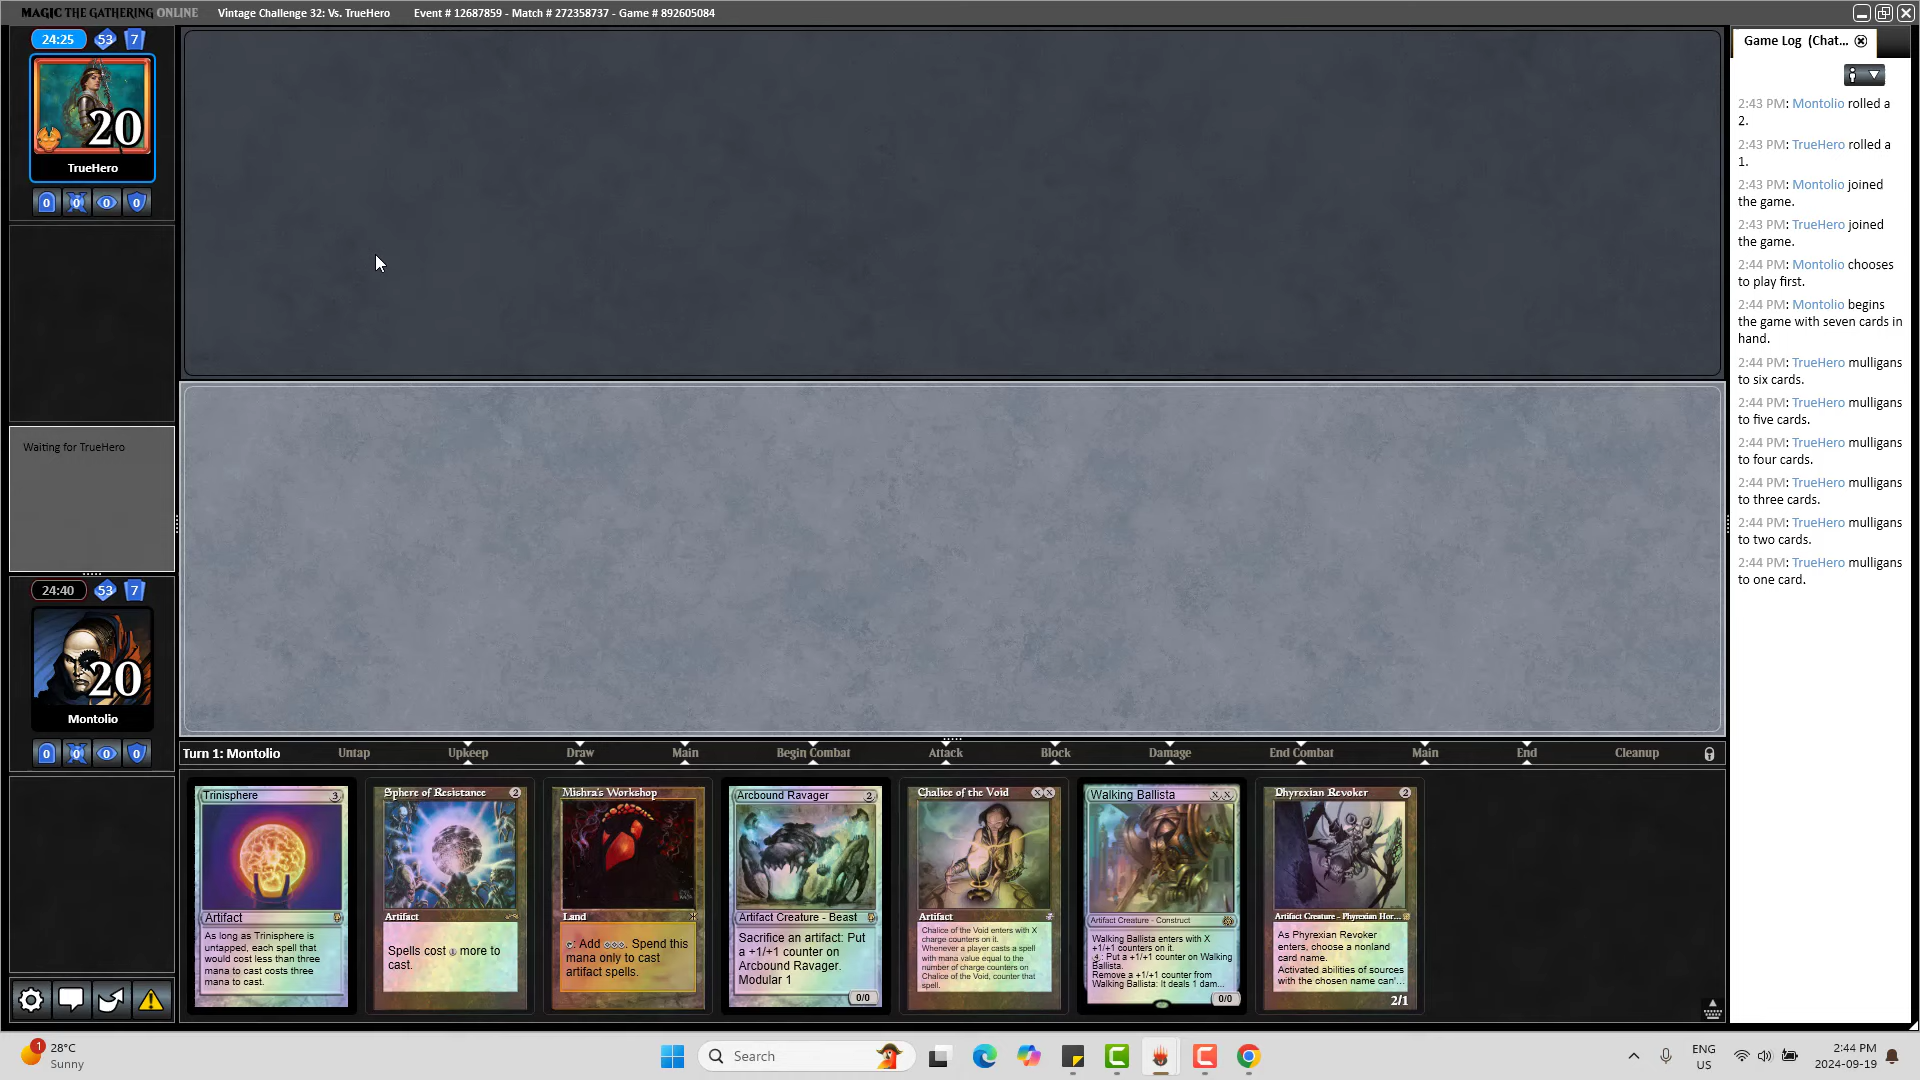 MAGIC THE GATHERING ONLINE Vintage Challenge 32: Vs. TrueHero Event # 12687859 - Match # 272358737 - Game # 892605084
24:25 53 7
20
TrueHero
0 0 0 0
Waiting for TrueHero
24:40 53 7
20
Montolio
0 0 0 0
Turn 1: Montolio Untap Upkeep Draw Main Begin Combat Attack Block Damage End Combat Main End Cleanup
Trinisphere 3
Artifact
As long as Trinisphere is
untapped, each spell that
would cost less than three
mana to cast costs three
mana to cast.
Sphere of Resistance 2
Artifact
Spells cost 1 more to
cast.
Mishra's Workshop
Land
: Add . Spend this
mana only to cast
artifact spells.
Arcbound Ravager 2
Artifact Creature - Beast
Sacrifice an artifact: Put
a +1/+1 counter on
Arcbound Ravager.
Modular 1
0/0
Chalice of the Void X X
Artifact
Chalice of the Void enters with X
charge counters on it.
Whenever a player casts a spell
with mana value equal to the
number of charge counters on
Chalice of the Void, counter that
spell.
Walking Ballista X X
Artifact Creature - Construct
Walking Ballista enters with X
+1/+1 counters on it.
4: Put a +1/+1 counter on Walking
Ballista.
Remove a +1/+1 counter from
Walking Ballista: It deals 1 dam...
0/0
Phyrexian Revoker 2
Artifact Creature - Phyrexian Hor...
As Phyrexian Revoker
enters, choose a nonland
card name.
Activated abilities of sources
with the chosen name can'...
2/1
Game Log (Chat...
2:43 PM: Montolio rolled a
2.
2:43 PM: TrueHero rolled a
1.
2:43 PM: Montolio joined
the game.
2:43 PM: TrueHero joined
the game.
2:44 PM: Montolio chooses
to play first.
2:44 PM: Montolio begins
the game with seven cards in
hand.
2:44 PM: TrueHero mulligans
to six cards.
2:44 PM: TrueHero mulligans
to five cards.
2:44 PM: TrueHero mulligans
to four cards.
2:44 PM: TrueHero mulligans
to three cards.
2:44 PM: TrueHero mulligans
to two cards.
2:44 PM: TrueHero mulligans
to one card.
1
28°C
Sunny
Search
ENG
US
2:44 PM
2024-09-19